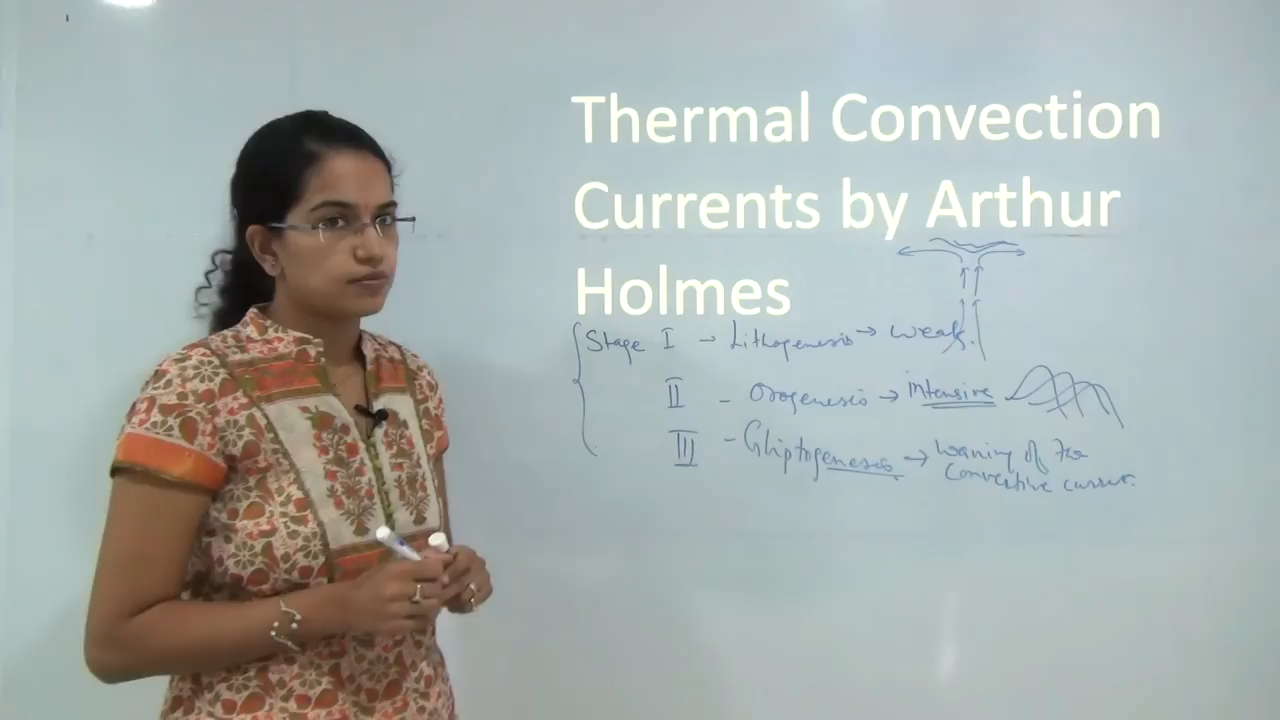 Thermal Convection
Currents by Arthur
Holmes
Stage I - Lithogenesis → weak.
II - Orogenesis → intensive
III - Gliptogenesis → waning of the
convective current.